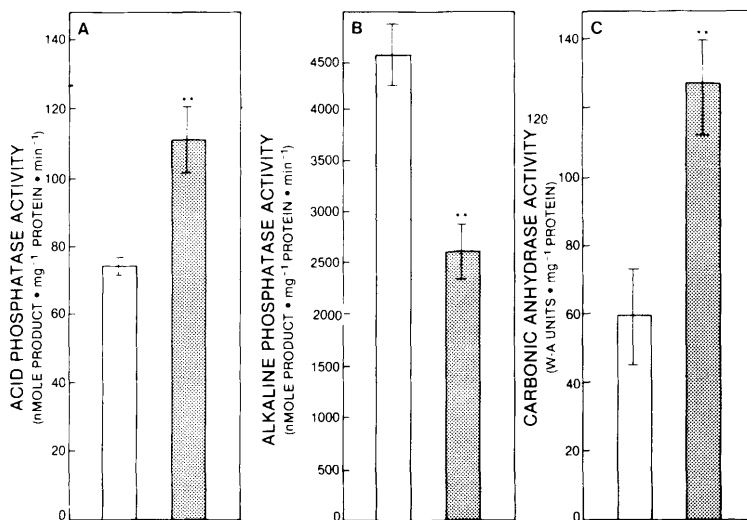 A
ACID PHOSPHATASE ACTIVITY
(nMOLE PRODUCT • mg⁻¹ PROTEIN • min⁻¹)
140
120
100
80
60
40
20
0
B
ALKALINE PHOSPHATASE ACTIVITY
(nMOLE PRODUCT • mg⁻¹ PROTEIN • min⁻¹)
4500
4000
3500
3000
2500
2000
1500
1000
500
0
C
CARBONIC ANHYDRASE ACTIVITY
(W-A UNITS • mg⁻¹ PROTEIN)
140
120
100
80
60
40
20
0